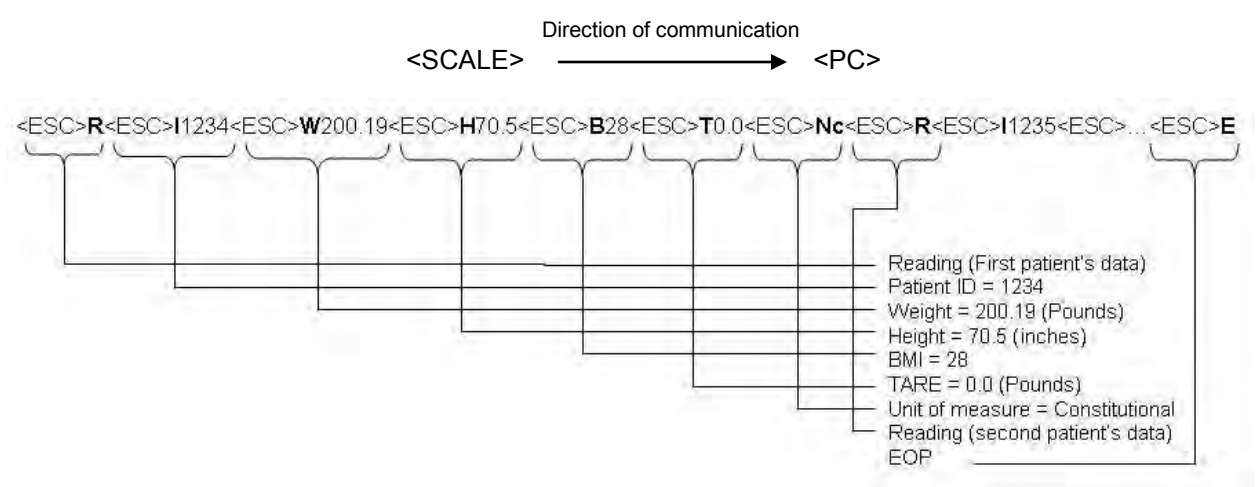 Direction of communication
<SCALE> <PC>
<ESC>R<ESC>I1234<ESC>W200.19<ESC>H70.5<ESC>B28<ESC>T0.0<ESC>Nc<ESC>R<ESC>I1235<ESC>...<ESC>E
Reading (First patient's data)
Patient ID = 1234
Weight = 200.19 (Pounds)
Height = 70.5 (inches)
BMI = 28
TARE = 0.0 (Pounds)
Unit of measure = Constitutional
Reading (second patient's data)
EOP